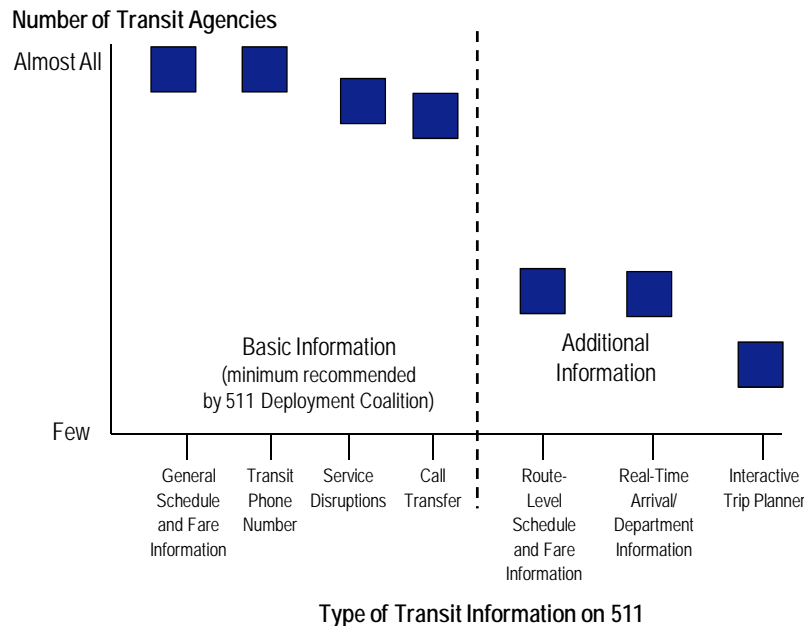 Number of Transit Agencies
Almost All
Basic Information
(minimum recommended
by 511 Deployment Coalition)
Additional
Information
Few
General
Schedule
and Fare
Information
Transit
Phone
Number
Service
Disruptions
Call
Transfer
Route-
Level
Schedule
and Fare
Information
Real-Time
Arrival/
Department
Information
Interactive
Trip Planner
Type of Transit Information on 511